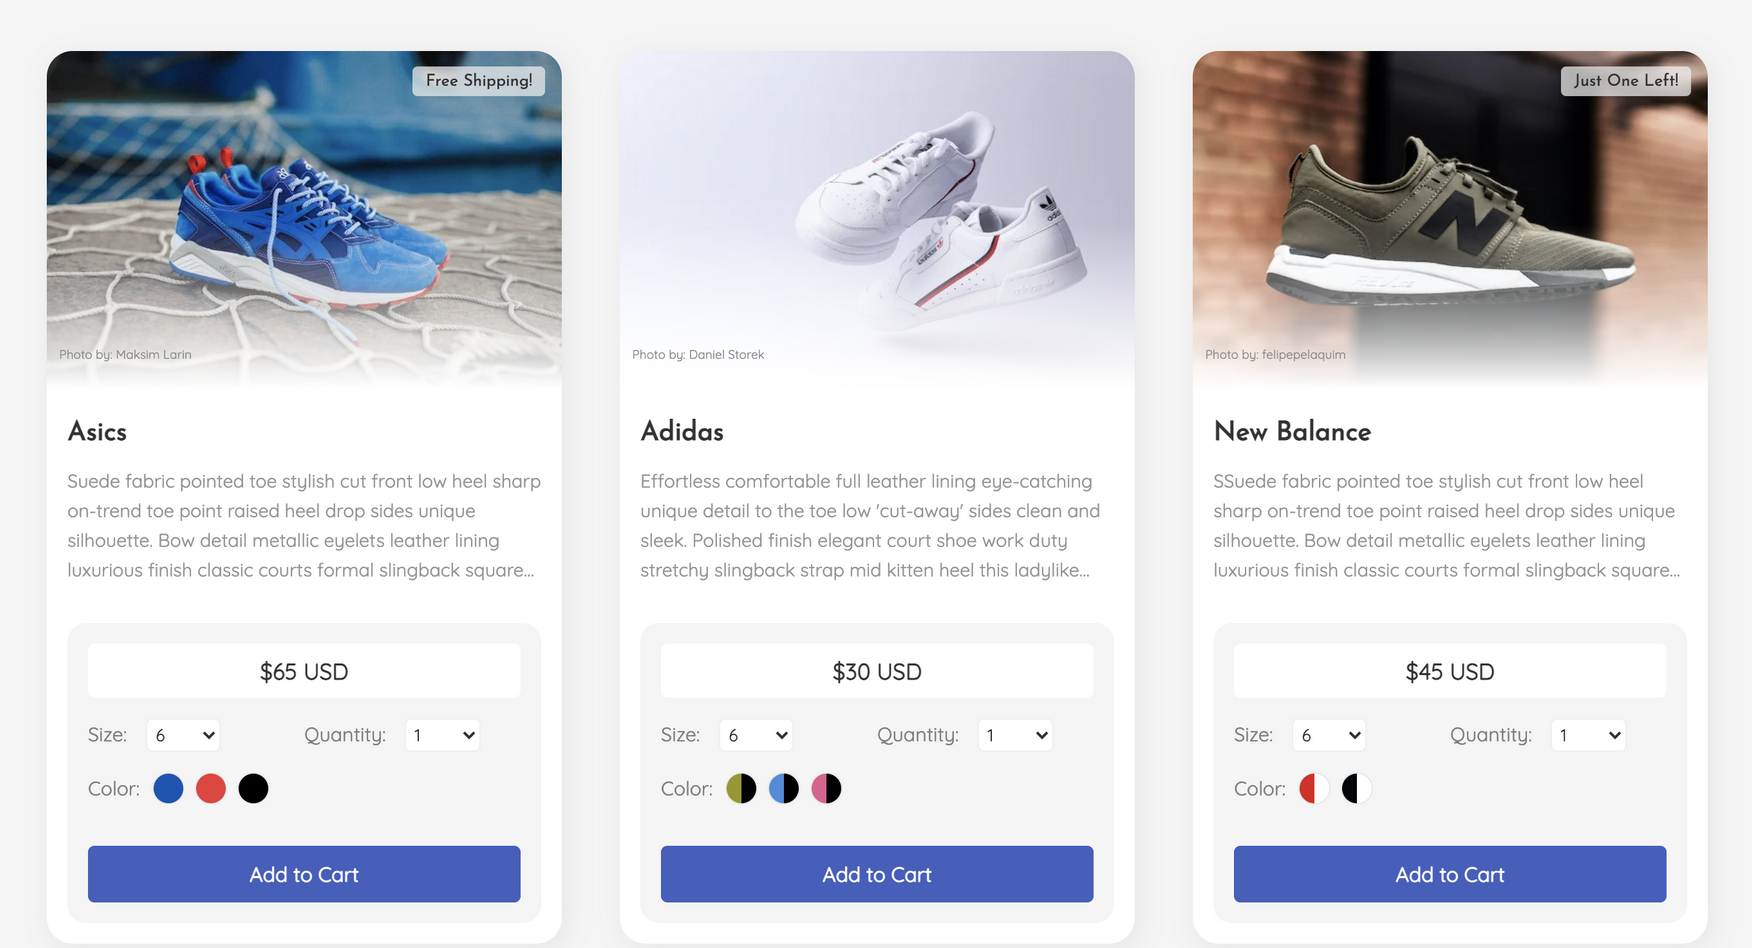 Free Shipping!
Photo by: Maksim Larin
Asics
Suede fabric pointed toe stylish cut front low heel sharp
on-trend toe point raised heel drop sides unique
silhouette. Bow detail metallic eyelets leather lining
luxurious finish classic courts formal slingback square...
$65 USD
Size: 6 Quantity: 1
Color:
Add to Cart
adidas
adidas
Photo by: Daniel Storek
Adidas
Effortless comfortable full leather lining eye-catching
unique detail to the toe low 'cut-away' sides clean and
sleek. Polished finish elegant court shoe work duty
stretchy slingback strap mid kitten heel this ladylike...
$30 USD
Size: 6 Quantity: 1
Color:
Add to Cart
Just One Left!
N
Photo by: felipepelaquim
New Balance
SSuede fabric pointed toe stylish cut front low heel
sharp on-trend toe point raised heel drop sides unique
silhouette. Bow detail metallic eyelets leather lining
luxurious finish classic courts formal slingback square...
$45 USD
Size: 6 Quantity: 1
Color:
Add to Cart